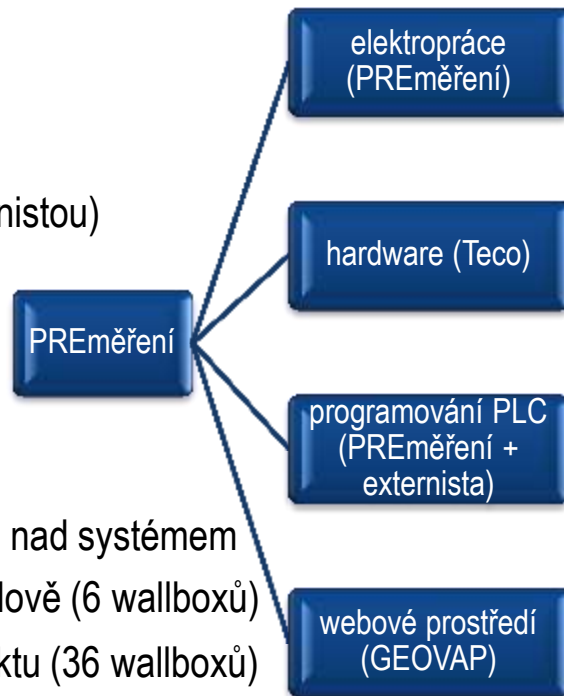 elektropráce
(PREměření)
nistou)
hardware (Teco)
PREměření
programování PLC
(PREměření +
externista)
nad systémem
lově (6 wallboxů)
ktu (36 wallboxů)
webové prostředí
(GEOVAP)